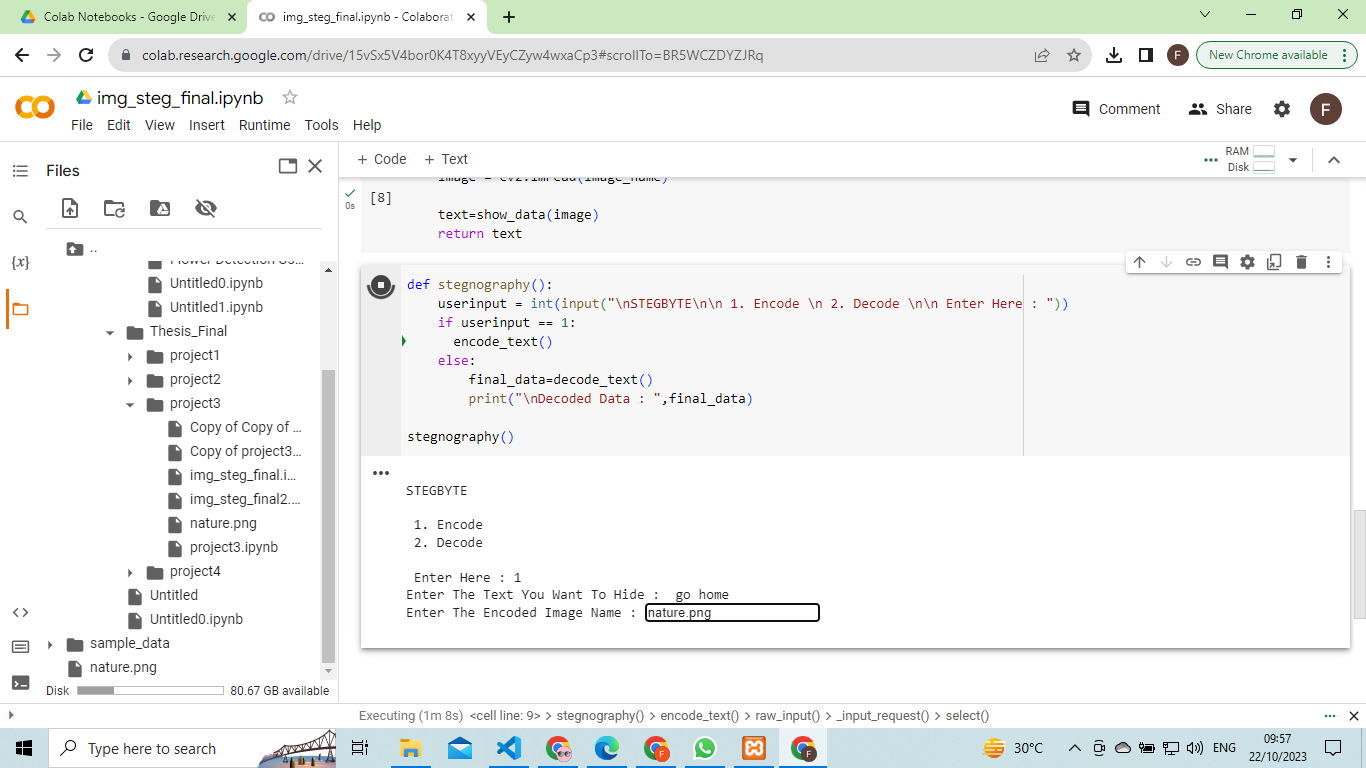 Colab Notebooks - Google Drive
img_steg_final.ipynb - Colaborat
colab.research.google.com/drive/15vSx5V4bor0K4T8xyyVEyCZyw4wxaCp3#scrollTo=BR5WCZDYZJRq
F
New Chrome available
CO
img_steg_final.ipynb
File Edit View Insert Runtime Tools Help
Comment
Share
F
Files
+ Code + Text
RAM
Disk
..
{x}
Untitled0.ipynb
Untitled1.ipynb
Thesis_Final
project1
project2
project3
Copy of Copy of ...
Copy of project3...
img_steg_final.i...
img_steg_final2....
nature.png
project3.ipynb
project4
Untitled
Untitled0.ipynb
sample_data
nature.png
Disk 80.67 GB available
image = cv2.imread(image_name)
[8]
0s
text=show_data(image)
return text
def stegnography():
userinput = int(input("\nSTEGBYTE\n\n 1. Encode \n 2. Decode \n\n Enter Here : "))
if userinput == 1:
encode_text()
else:
final_data=decode_text()
print("\nDecoded Data : ",final_data)
stegnography()
STEGBYTE
1. Encode
2. Decode
Enter Here : 1
Enter The Text You Want To Hide :  go home
Enter The Encoded Image Name : nature.png
Executing (1m 8s) <cell line: 9> > stegnography() > encode_text() > raw_input() > _input_request() > select()
Type here to search
30°C
ENG
09:57
22/10/2023